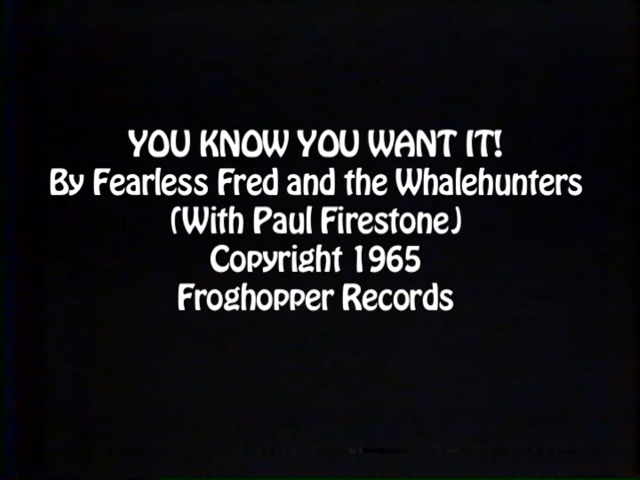 YOU KNOW YOU WANT IT!
By Fearless Fred and the Whalehunters
(With Paul Firestone)
Copyright 1965
Froghopper Records